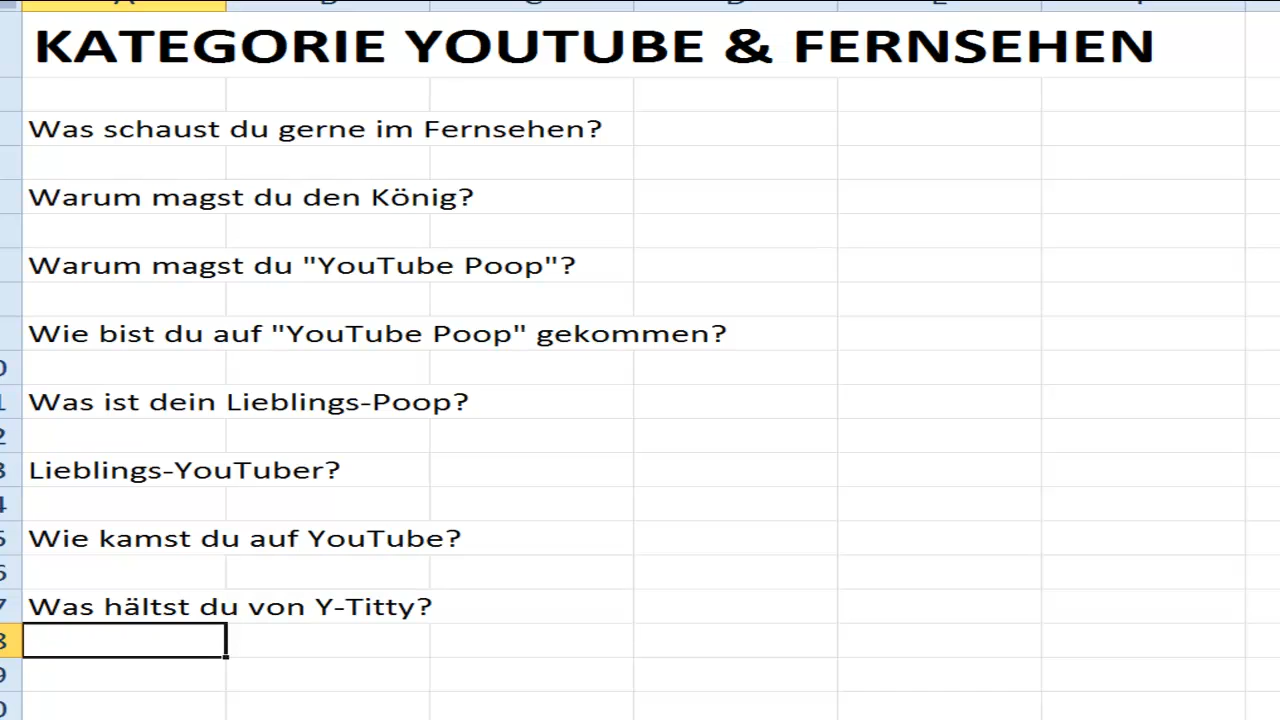 KATEGORIE YOUTUBE & FERNSEHEN
Was schaust du gerne im Fernsehen?
Warum magst du den König?
Warum magst du "YouTube Poop"?
Wie bist du auf "YouTube Poop" gekommen?
Was ist dein Lieblings-Poop?
Lieblings-YouTuber?
Wie kamst du auf YouTube?
Was hältst du von Y-Titty?